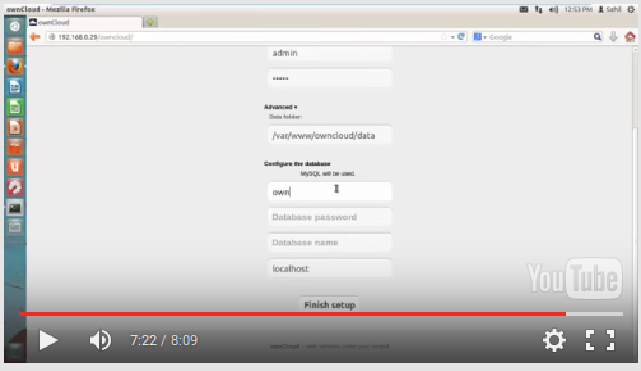 ownCloud - Mozilla Firefox
12:53 PM
Sahil
ownCloud
192.168.0.29/owncloud/
Google
admin
•••••
Advanced
Data folder:
/var/www/owncloud/data
Configure the database
MySQL will be used.
own
Database password
Database name
localhost
Finish setup
YouTube
7:22 / 8:09